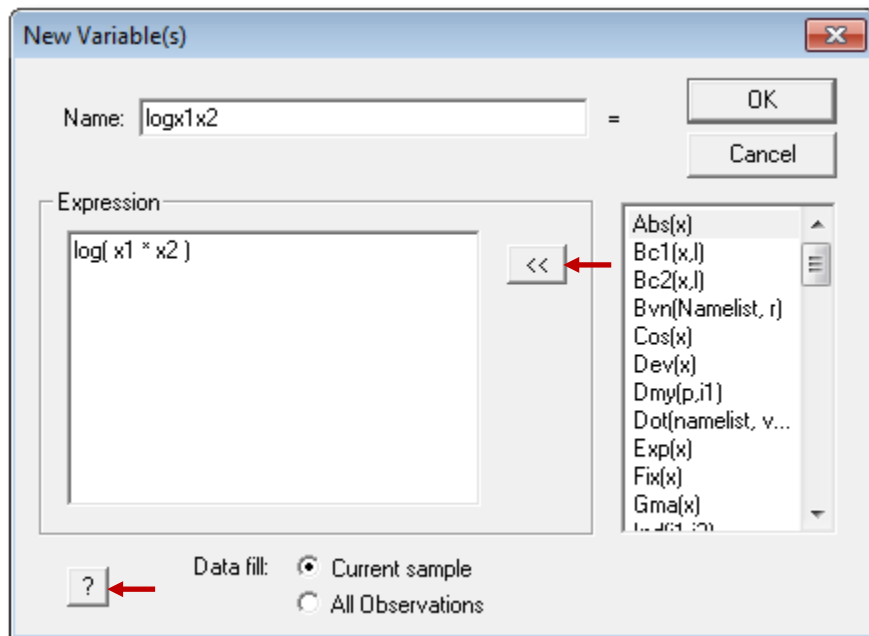 New Variable(s)
Name: logx1x2 =
OK
Cancel
Expression
log( x1 * x2 )
<<
Abs(x)
Bc1(x,l)
Bc2(x,l)
Bvn(Namelist, r)
Cos(x)
Dev(x)
Dmy(p,i1)
Dot(namelist, v...
Exp(x)
Fix(x)
Gma(x)
?
Data fill:
Current sample
All Observations